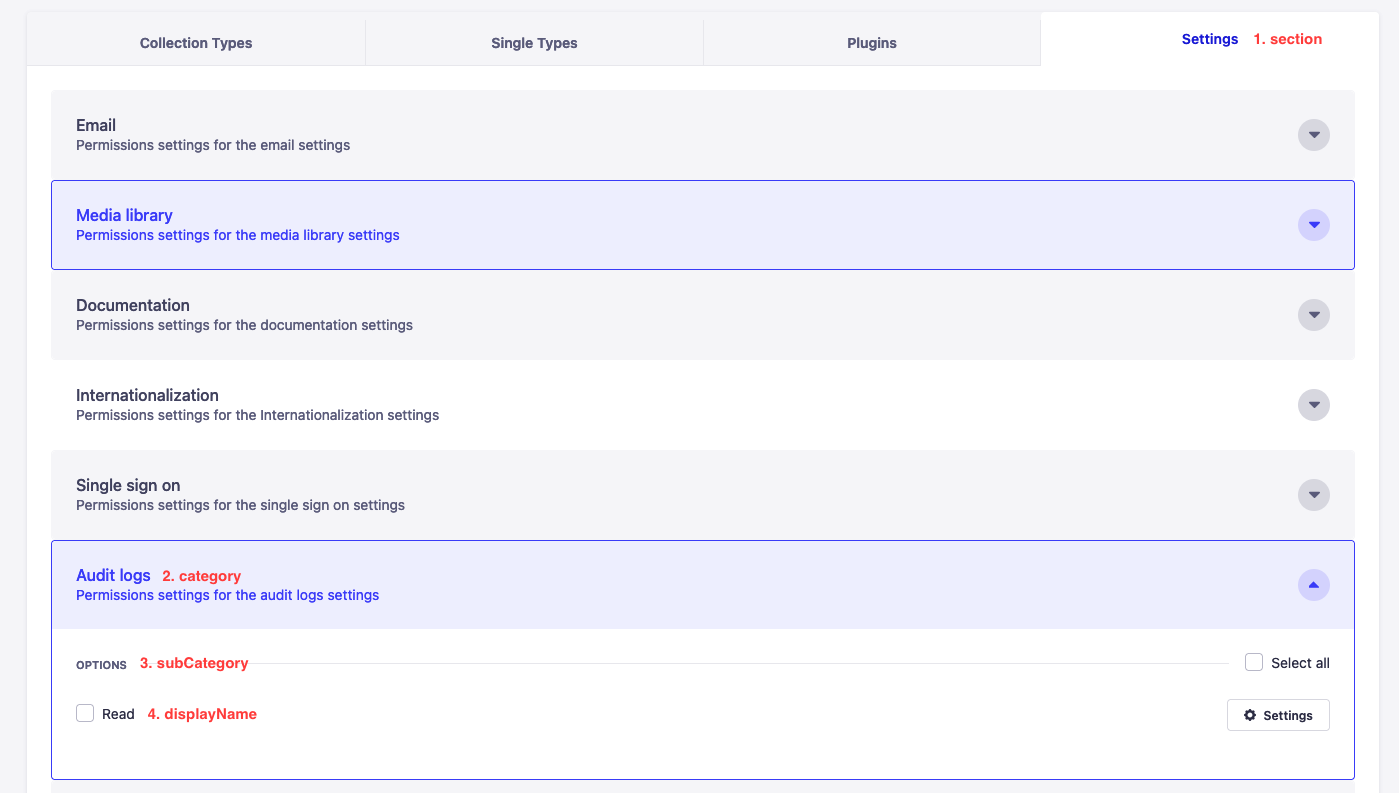 Collection Types
Single Types
Plugins
Settings 1. section
Email
Permissions settings for the email settings
Media library
Permissions settings for the media library settings
Documentation
Permissions settings for the documentation settings
Internationalization
Permissions settings for the Internationalization settings
Single sign on
Permissions settings for the single sign on settings
Audit logs 2. category
Permissions settings for the audit logs settings
OPTIONS 3. subCategory
Select all
Read 4. displayName
Settings